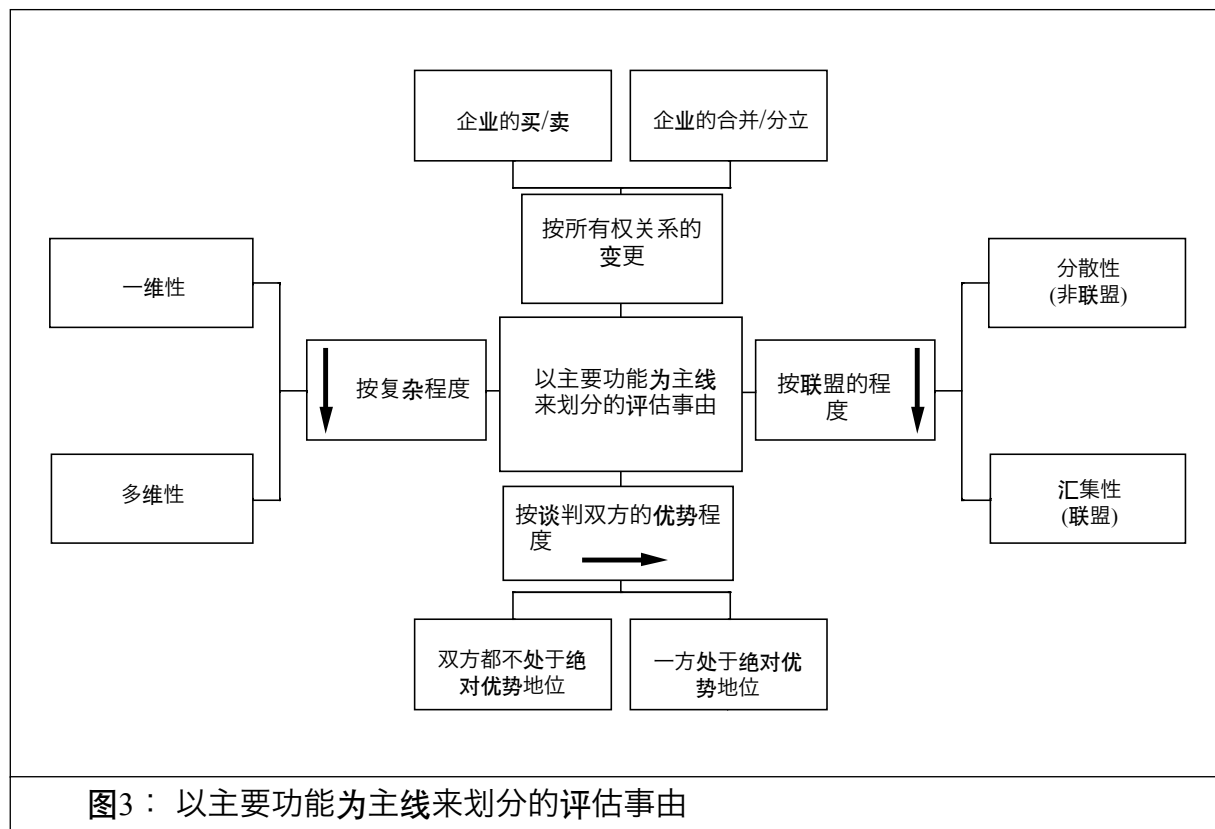 企业的买/卖
企业的合并/分立
按所有权关系的
变更
一维性
分散性
(非联盟)
按复杂程度
以主要功能为主线
来划分的评估事由
按联盟的程
度
多维性
汇集性
(联盟)
按谈判双方的优势程
度
双方都不处于绝
对优势地位
一方处于绝对优
势地位
图3： 以主要功能为主线来划分的评估事由